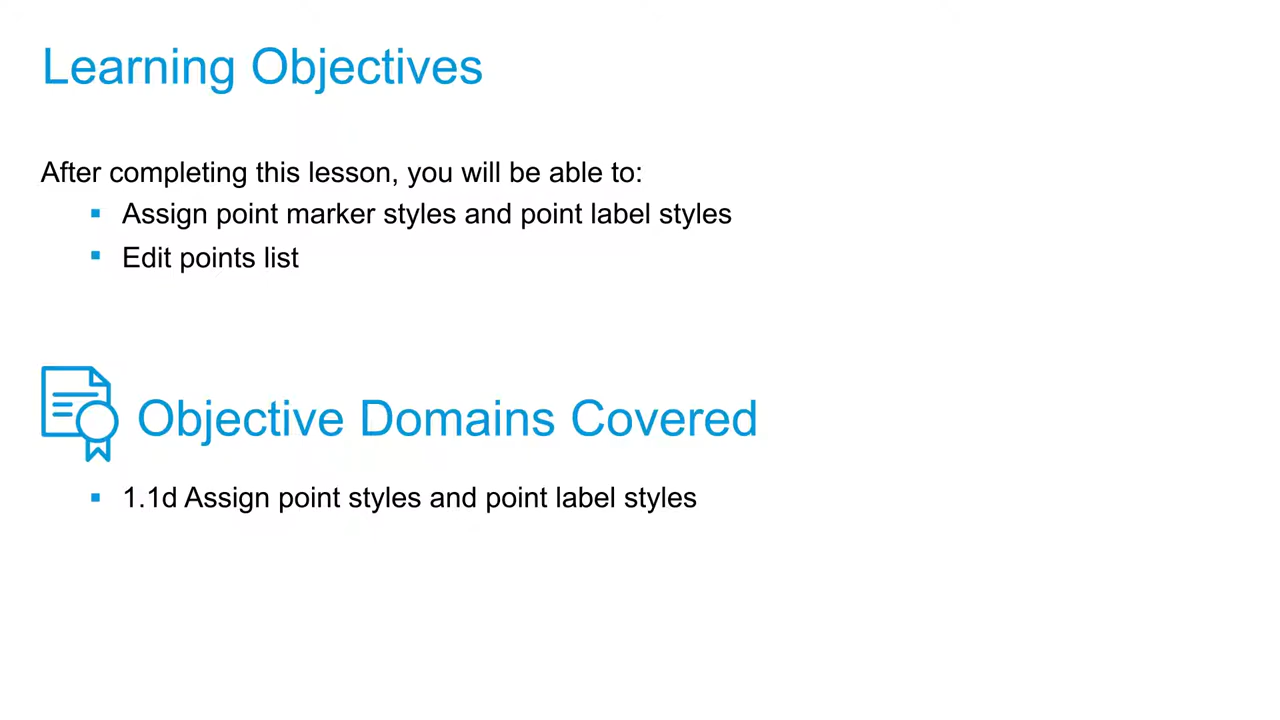 Learning Objectives
After completing this lesson, you will be able to:
▪ Assign point marker styles and point label styles
▪ Edit points list
Objective Domains Covered
▪ 1.1d Assign point styles and point label styles